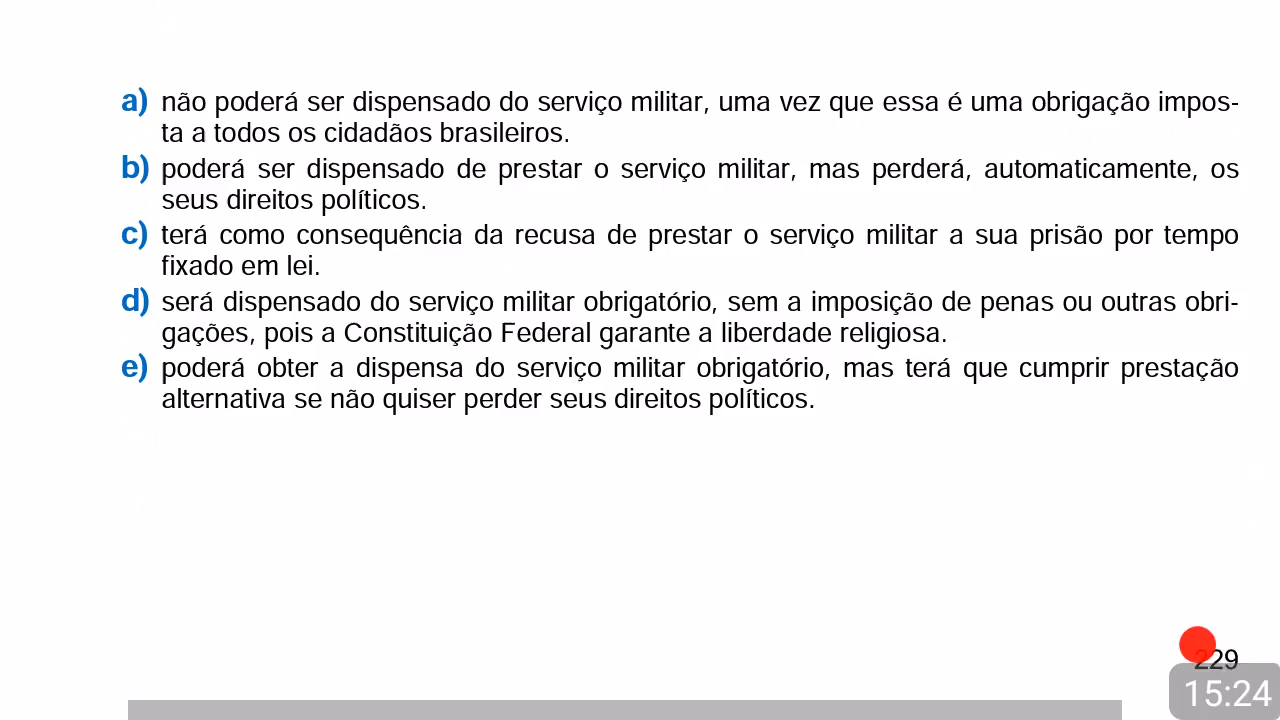 a) não poderá ser dispensado do serviço militar, uma vez que essa é uma obrigação impos-
ta a todos os cidadãos brasileiros.
b) poderá ser dispensado de prestar o serviço militar, mas perderá, automaticamente, os
seus direitos políticos.
c) terá como consequência da recusa de prestar o serviço militar a sua prisão por tempo
fixado em lei.
d) será dispensado do serviço militar obrigatório, sem a imposição de penas ou outras obri-
gações, pois a Constituição Federal garante a liberdade religiosa.
e) poderá obter a dispensa do serviço militar obrigatório, mas terá que cumprir prestação
alternativa se não quiser perder seus direitos políticos.
229
15:24